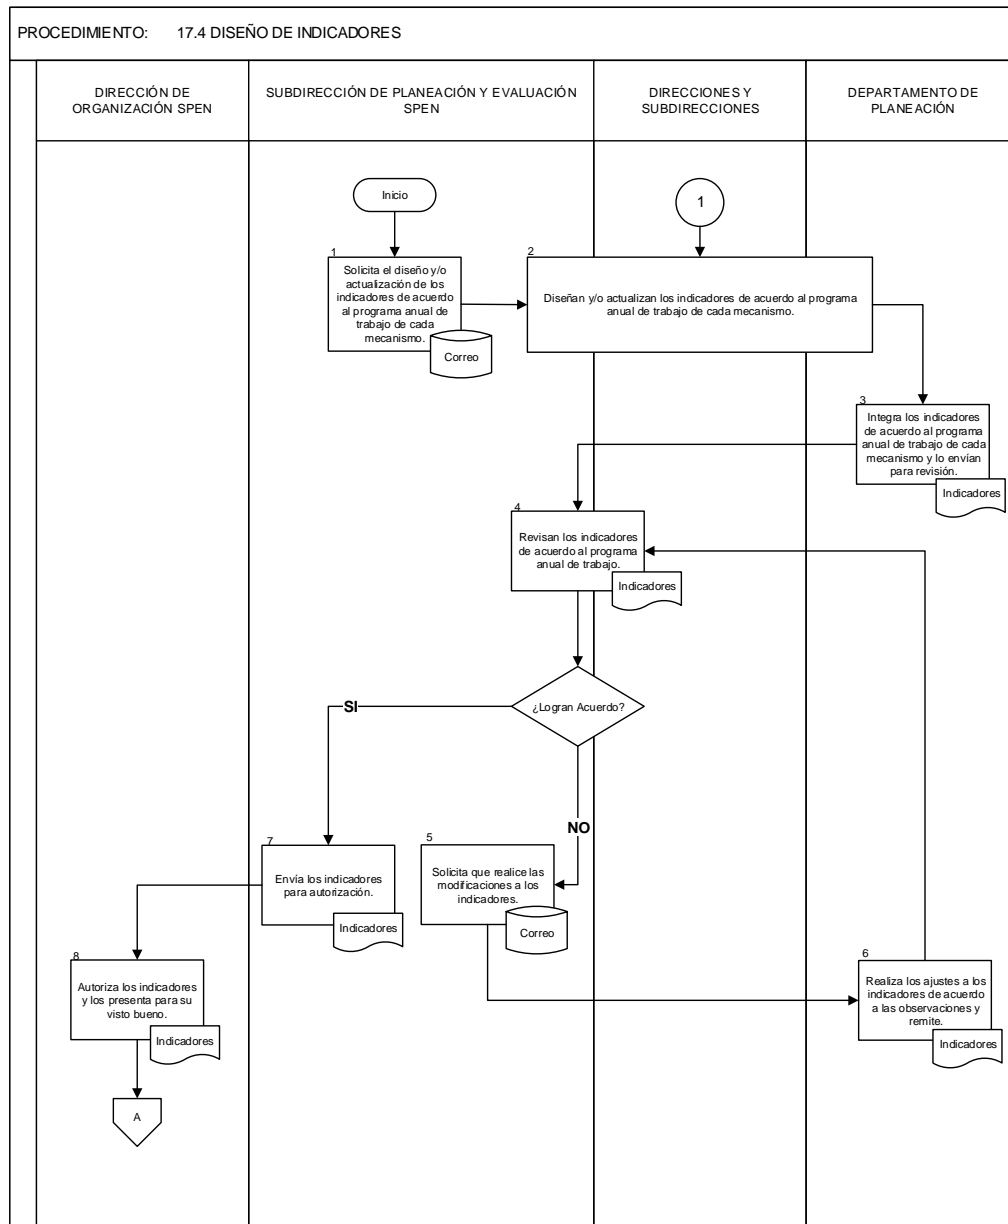 PROCEDIMIENTO: 17.4 DISEÑO DE INDICADORES
DIRECCIÓN DE
ORGANIZACIÓN SPEN
SUBDIRECCIÓN DE PLANEACIÓN Y EVALUACIÓN
SPEN
DIRECCIONES Y
SUBDIRECCIONES
DEPARTAMENTO DE
PLANEACIÓN
Inicio
1
1
Solicita el diseño y/o
actualización de los
indicadores de acuerdo
al programa anual de
trabajo de cada
mecanismo.
Correo
2
Diseñan y/o actualizan los indicadores de acuerdo al programa
anual de trabajo de cada mecanismo.
3
Integra los indicadores
de acuerdo al programa
anual de trabajo de cada
mecanismo y lo envían
para revisión.
Indicadores
4
Revisan los indicadores
de acuerdo al programa
anual de trabajo.
Indicadores
¿Logran Acuerdo?
SI
NO
7
Envía los indicadores
para autorización.
Indicadores
5
Solicita que realice las
modificaciones a los
indicadores.
Correo
8
Autoriza los indicadores
y los presenta para su
visto bueno.
Indicadores
6
Realiza los ajustes a los
indicadores de acuerdo
a las observaciones y
remite.
Indicadores
A